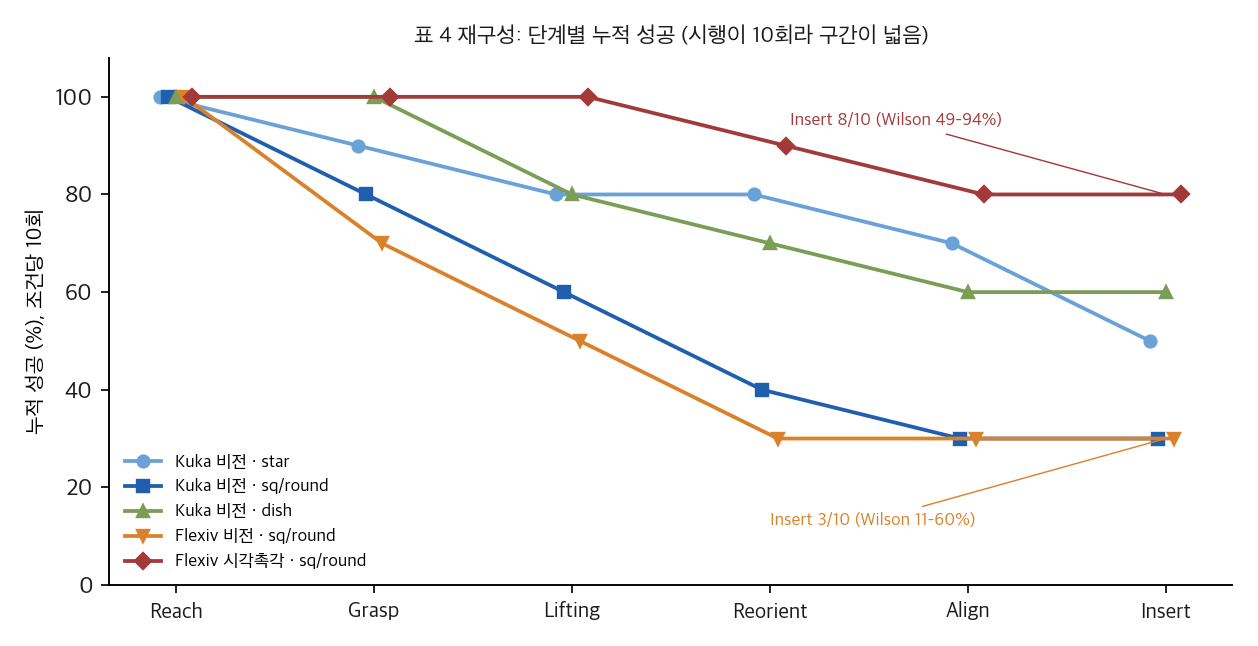 표 4 재구성: 단계별 누적 성공 (시행이 10회라 구간이 넓음)
누적 성공 (%), 조건당 10회
100
80
60
40
20
0
Insert 8/10 (Wilson 49-94%)
Insert 3/10 (Wilson 11-60%)
Kuka 비전 · star
Kuka 비전 · sq/round
Kuka 비전 · dish
Flexiv 비전 · sq/round
Flexiv 시각촉각 · sq/round
Reach
Grasp
Lifting
Reorient
Align
Insert